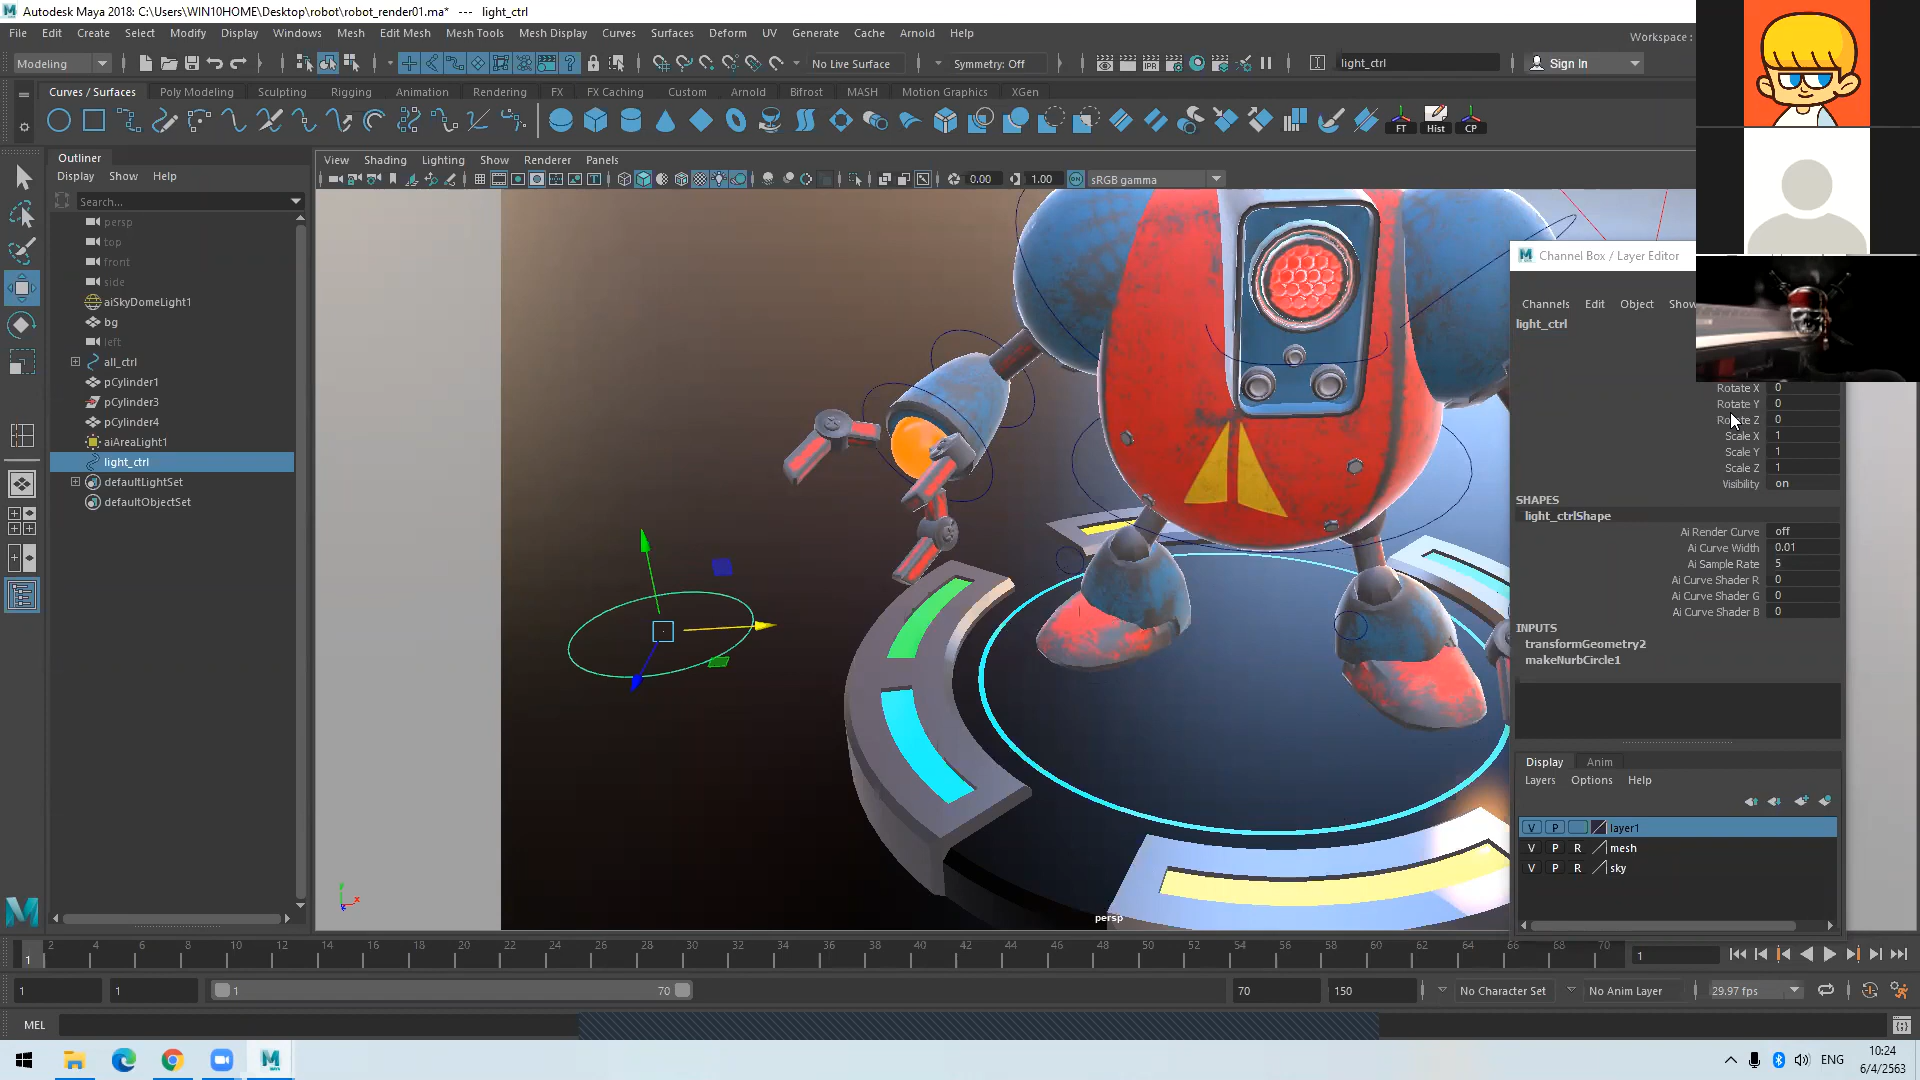 Autodesk Maya 2018: C:\Users\WIN10HOME\Desktop\robot\robot_render01.ma* --- light_ctrl
File Edit Create Select Modify Display Windows Mesh Edit Mesh Mesh Tools Mesh Display Curves Surfaces Deform UV Generate Cache Arnold Help Workspace :
Modeling No Live Surface Symmetry: Off light_ctrl Sign In
Curves / Surfaces Poly Modeling Sculpting Rigging Animation Rendering FX FX Caching Custom Arnold Bifrost MASH Motion Graphics XGen
FT Hist CP
Outliner
Display Show Help
Search...
persp
top
front
side
aiSkyDomeLight1
bg
left
all_ctrl
pCylinder1
pCylinder3
pCylinder4
aiAreaLight1
light_ctrl
defaultLightSet
defaultObjectSet
View Shading Lighting Show Renderer Panels
0.00 1.00 sRGB gamma
persp
Channel Box / Layer Editor
Channels Edit Object Show
light_ctrl
Rotate X 0
Rotate Y 0
Rotate Z 0
Scale X 1
Scale Y 1
Scale Z 1
Visibility on
SHAPES
light_ctrlShape
Ai Render Curve off
Ai Curve Width 0.01
Ai Sample Rate 5
Ai Curve Shader R 0
Ai Curve Shader G 0
Ai Curve Shader B 0
INPUTS
transformGeometry2
makeNurbCircle1
Display Anim
Layers Options Help
V P layer1
V P R mesh
V P R sky
2 4 6 8 10 12 14 16 18 20 22 24 26 28 30 32 34 36 38 40 42 44 46 48 50 52 54 56 58 60 62 64 66 68 70
1 1
1 1 1 70 70 150 No Character Set No Anim Layer 29.97 fps
MEL
ENG
10:24
6/4/2563